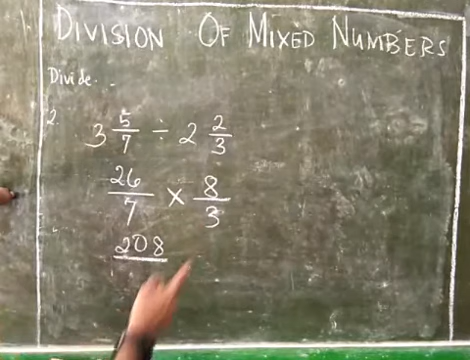 DIVISION OF MIXED NUMBERS
Divide...
2. 3 5/7 ÷ 2 2/3
26/7 × 8/3
208